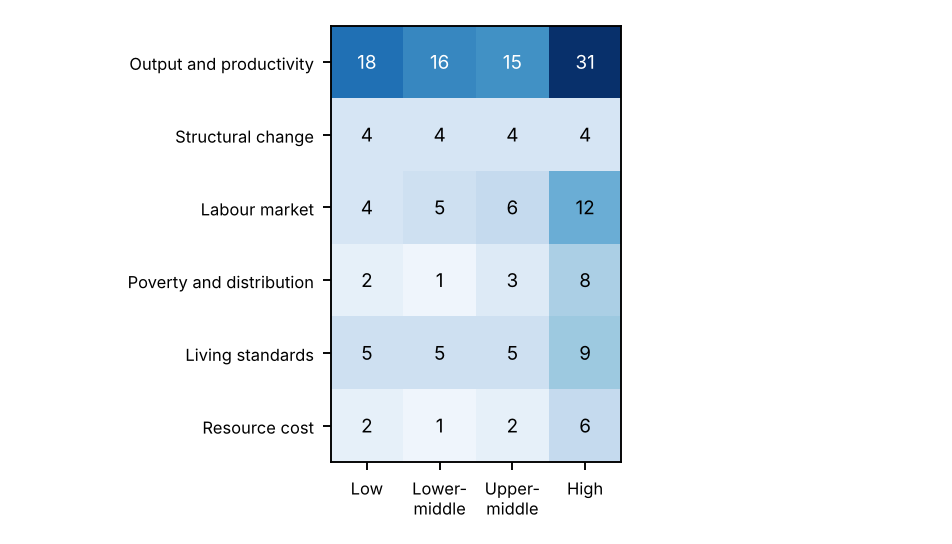 Output and productivity 18 16 15 31
Structural change 4 4 4 4
Labour market 4 5 6 12
Poverty and distribution 2 1 3 8
Living standards 5 5 5 9
Resource cost 2 1 2 6
Low Lower- Upper- High
middle middle